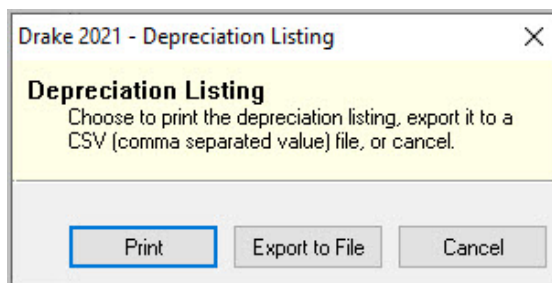 Drake 2021 - Depreciation Listing
Depreciation Listing
Choose to print the depreciation listing, export it to a
CSV (comma separated value) file, or cancel.
Print Export to File Cancel